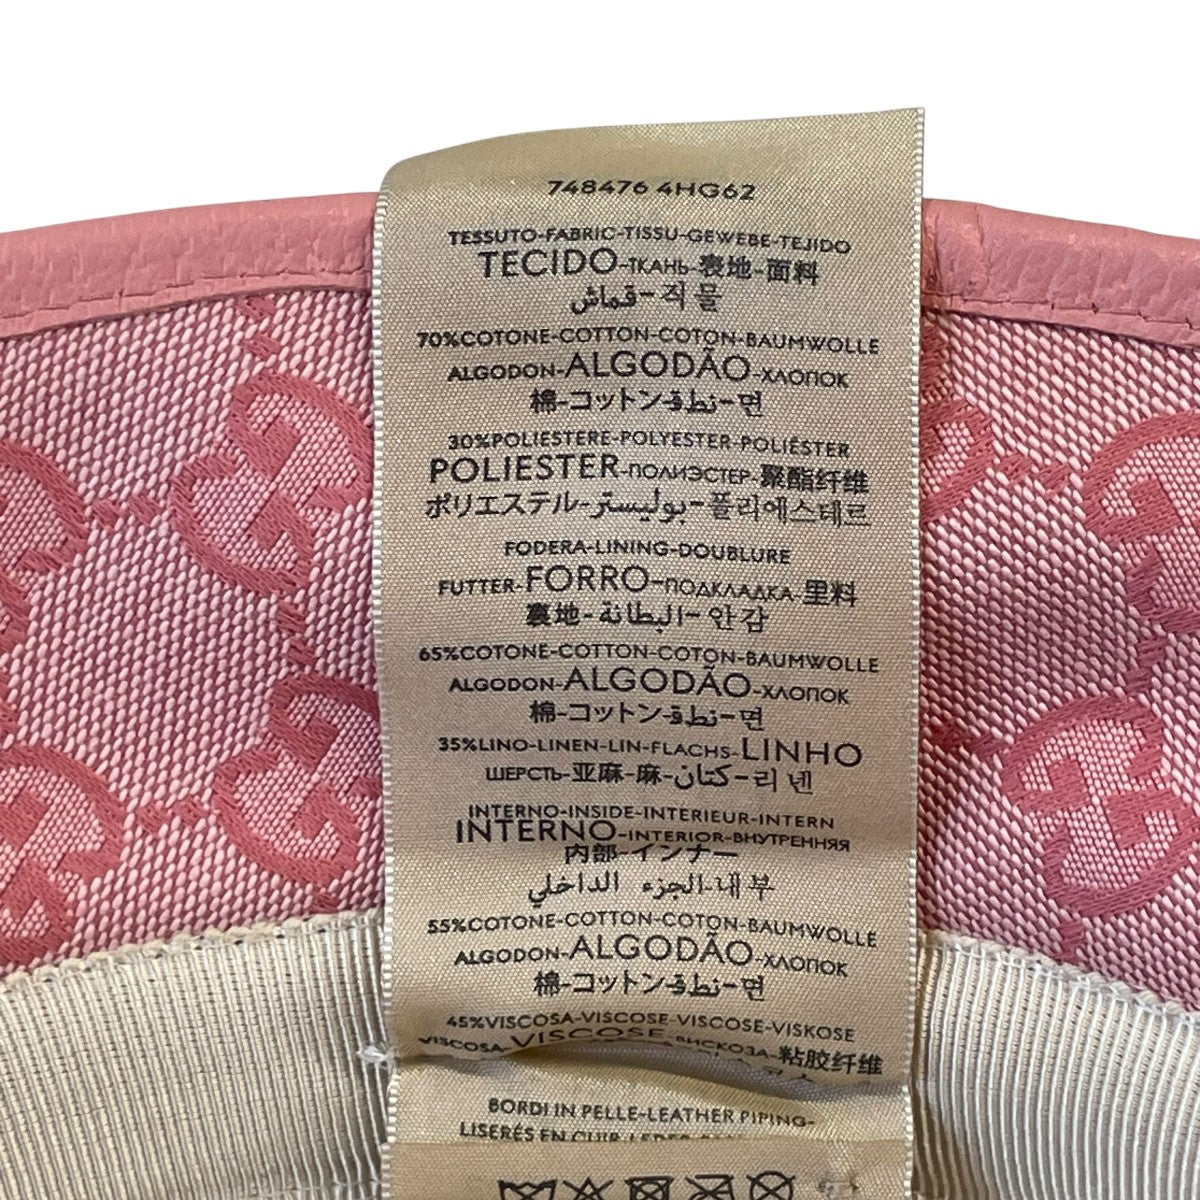 748476 4HG62
TESSUTO-FABRIC-TISSU-GEWEBE-TEJIDO
TECIDO-ТКАНЬ-表地-面料
قماش-직물
70%COTONE-COTTON-COTON-BAUMWOLLE
ALGODON-ALGODÃO-ХЛОПОК
棉-コットン-قطن-면
30%POLIESTERE-POLYESTER-POLIÉSTER
POLIESTER-ПОЛИЭСТЕР-聚酯纤维
ポリエステル-بوليستر-폴리에스테르
FODERA-LINING-DOUBLURE
FUTTER-FORRO-ПОДКЛАДКА-里料
裏地-البطانة-안감
65%COTONE-COTTON-COTON-BAUMWOLLE
ALGODON-ALGODÃO-ХЛОПОК
棉-コットン-قطن-면
35%LINO-LINEN-LIN-FLACHS-LINHO
ШЕРСТЬ-亚麻-麻-كتان-리넨
INTERNO-INSIDE-INTERIEUR-INTERN
INTERNO-INTERIOR-ВНУТРЕННЯЯ
内部-インナー
الجزء الداخلي-내부
55%COTONE-COTTON-COTON-BAUMWOLLE
ALGODON-ALGODÃO-ХЛОПОК
棉-コットン-قطن-면
45%VISCOSA-VISCOSE-VISCOSE-VISKOSE
VISCOSA-VISCOSE-ВИСКОЗА-粘胶纤维
BORDI IN PELLE-LEATHER PIPING-
LISERÉS EN CUIR-LEDER-